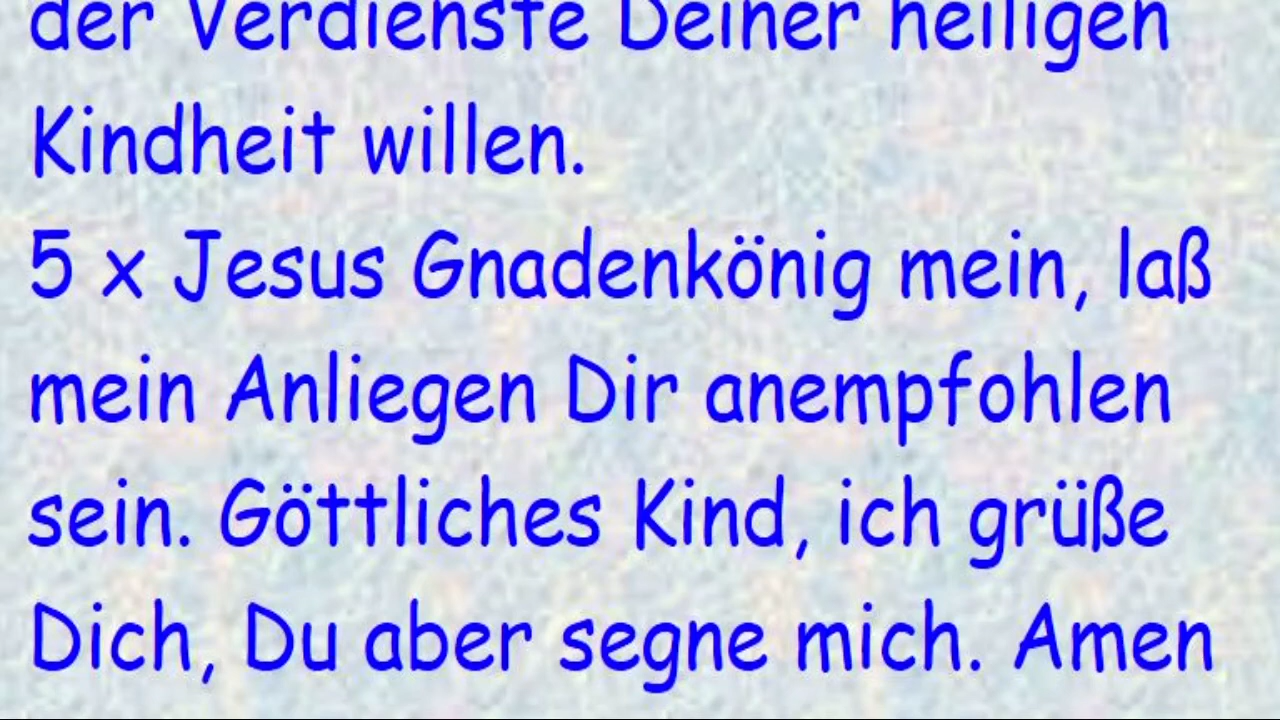 der Verdienste Deiner heiligen
Kindheit willen.
5 x Jesus Gnadenkönig mein, laß
mein Anliegen Dir anempfohlen
sein. Göttliches Kind, ich grüße
Dich, Du aber segne mich. Amen